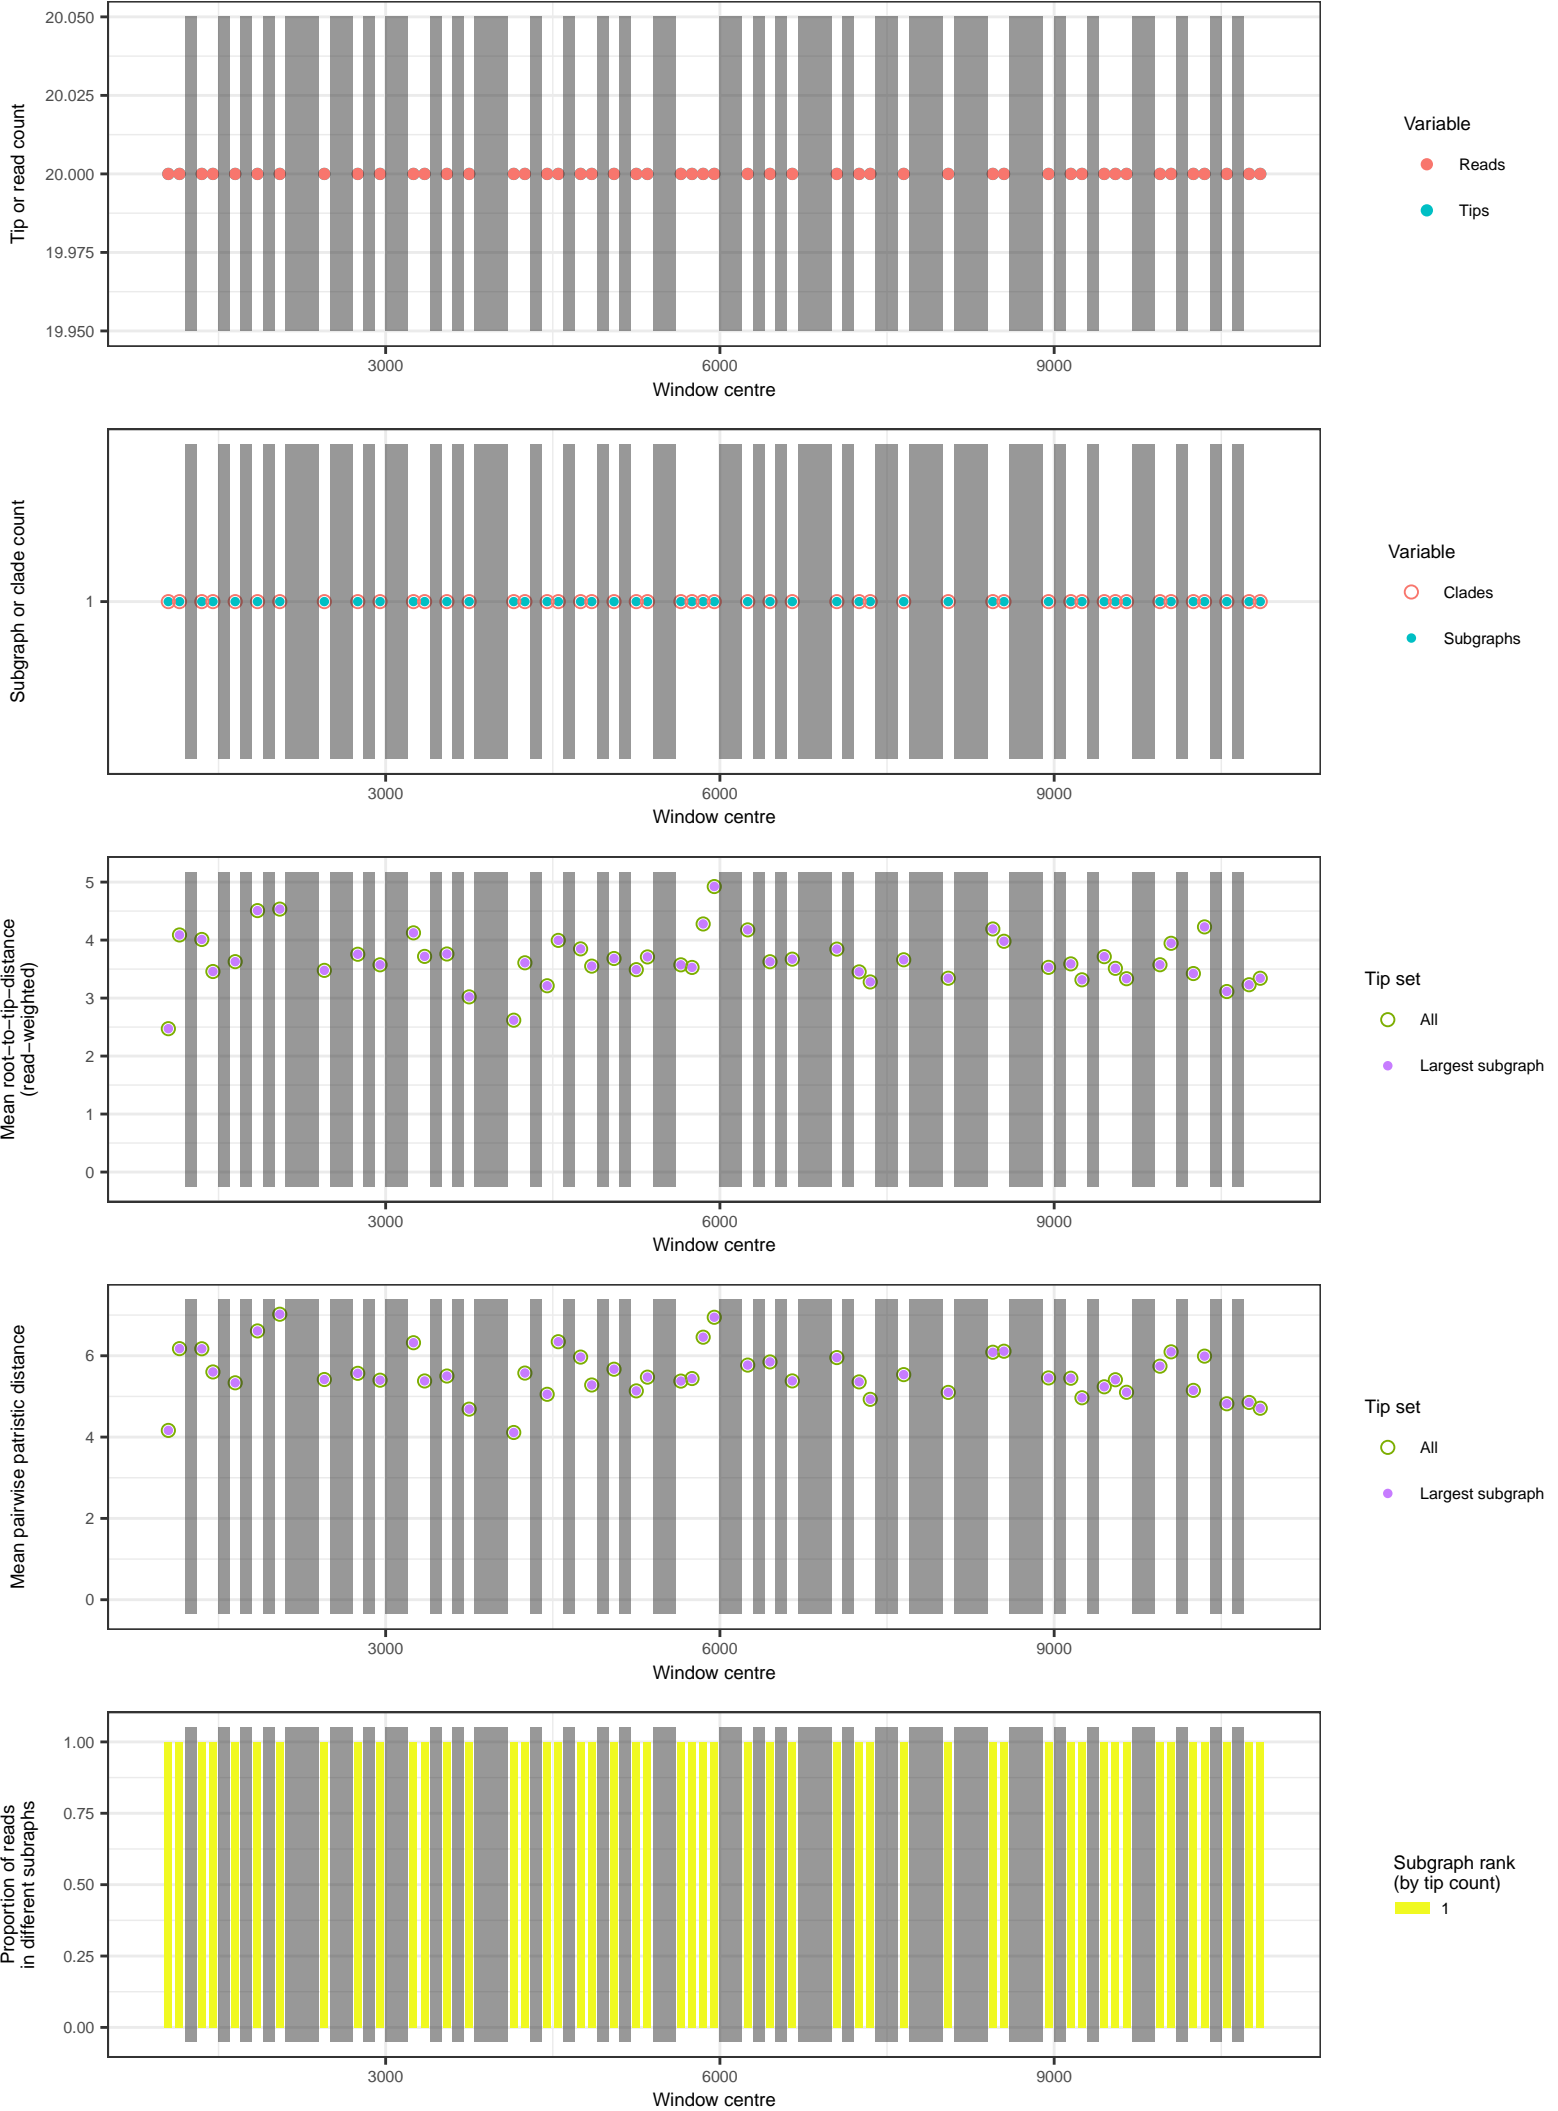 20.050
20.025
20.000
19.975
19.950
Tip or read count
3000
6000
9000
Window centre
Variable
Reads
Tips
1
Subgraph or clade count
3000
6000
9000
Window centre
Variable
Clades
Subgraphs
5
4
3
2
1
0
Mean root−to−tip−distance
(read−weighted)
3000
6000
9000
Window centre
Tip set
All
Largest subgraph
6
4
2
0
Mean pairwise patristic distance
3000
6000
9000
Window centre
Tip set
All
Largest subgraph
1.00
0.75
0.50
0.25
0.00
Proportion of reads
in different subraphs
3000
6000
9000
Window centre
Subgraph rank
(by tip count)
1